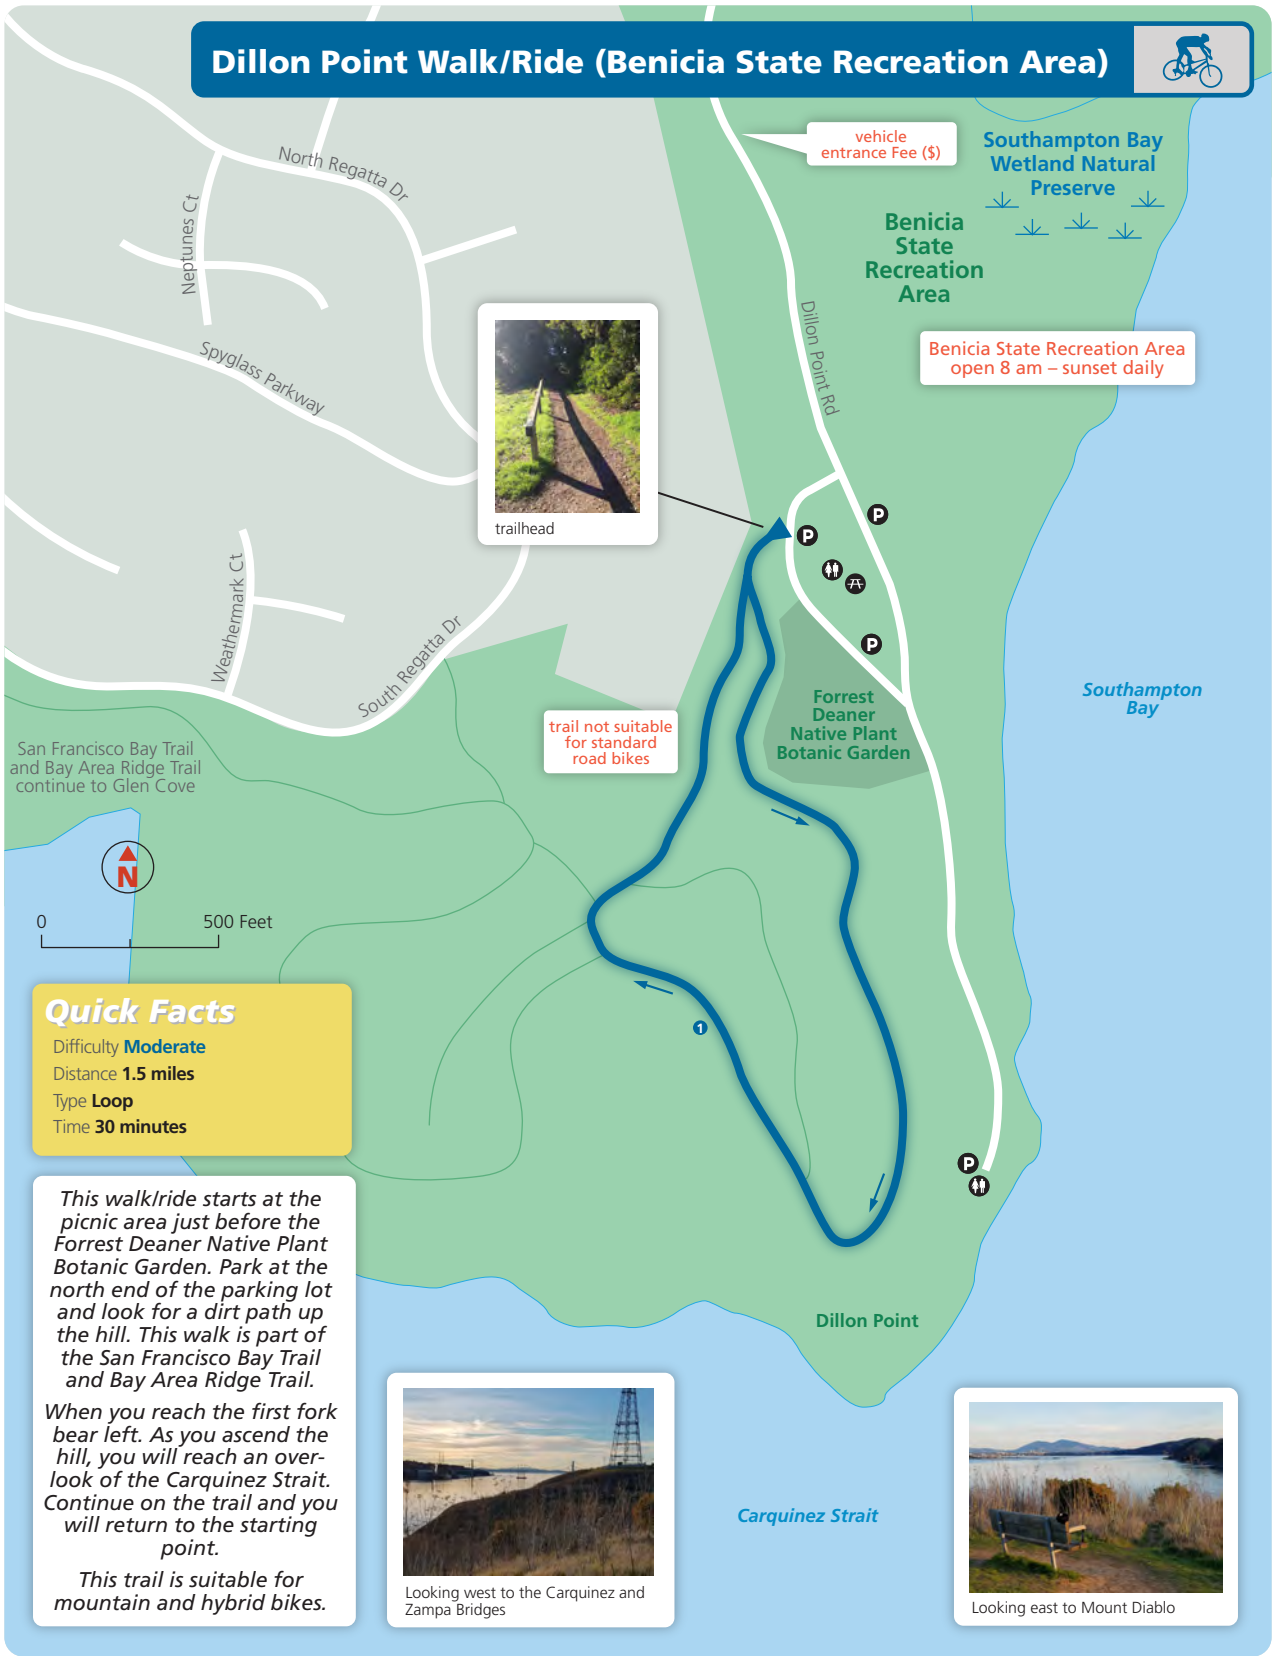 Dillon Point Walk/Ride (Benicia State Recreation Area)
vehicle
entrance Fee ($)
Southampton Bay
Wetland Natural
Preserve
Benicia
State
Recreation
Area
North Regatta Dr
Neptunes Ct
Spyglass Parkway
Dillon Point Rd
Benicia State Recreation Area
open 8 am – sunset daily
trailhead
P
P
P
Weathermark Ct
South Regatta Dr
Forrest
Deaner
Native Plant
Botanic Garden
Southampton
Bay
trail not suitable
for standard
road bikes
San Francisco Bay Trail
and Bay Area Ridge Trail
continue to Glen Cove
N
0 500 Feet
1
Quick Facts
Difficulty Moderate
Distance 1.5 miles
Type Loop
Time 30 minutes
P
This walk/ride starts at the
picnic area just before the
Forrest Deaner Native Plant
Botanic Garden. Park at the
north end of the parking lot
and look for a dirt path up
the hill. This walk is part of
the San Francisco Bay Trail
and Bay Area Ridge Trail.
When you reach the first fork
bear left. As you ascend the
hill, you will reach an over-
look of the Carquinez Strait.
Continue on the trail and you
will return to the starting
point.
This trail is suitable for
mountain and hybrid bikes.
Dillon Point
Carquinez Strait
Looking west to the Carquinez and
Zampa Bridges
Looking east to Mount Diablo